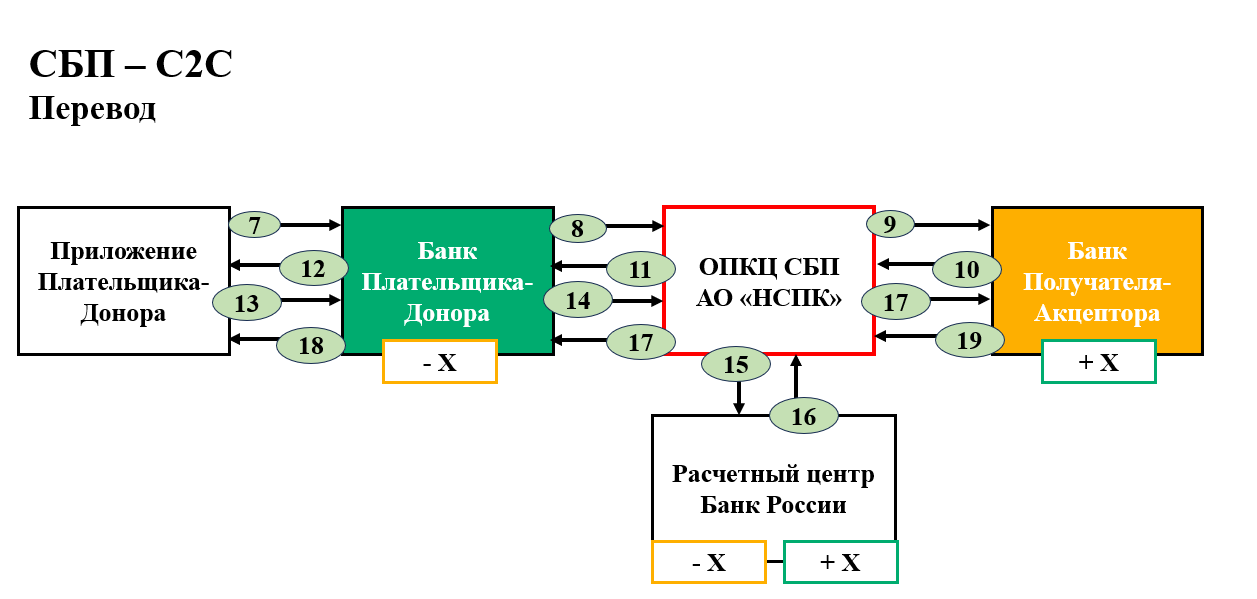 СБП – С2С
Перевод
7
8
9
Приложение
Плательщика-
Донора
12
13
18
Банк
Плательщика-
Донора
- X
11
14
17
ОПКЦ СБП
АО «НСПК»
10
17
19
Банк
Получателя-
Акцептора
+ X
15
16
Расчетный центр
Банк России
- X
+ X